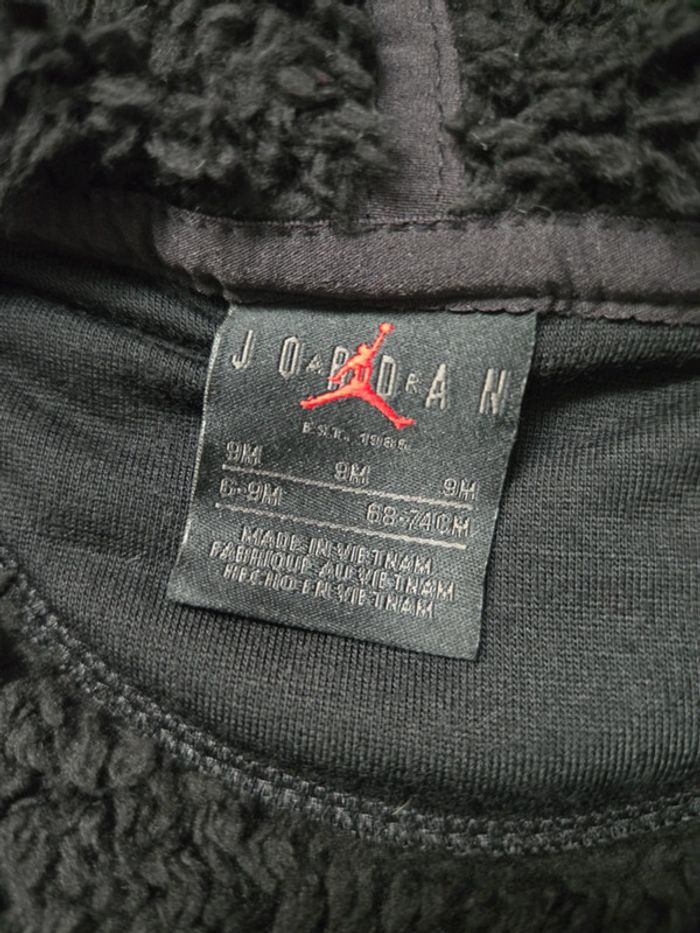 JORDAN
EST. 1985
9M 9M 9M
6-9M 68-74CM
MADE IN VIETNAM
FABRIQUE AU VIETNAM
HECHO EN VIETNAM